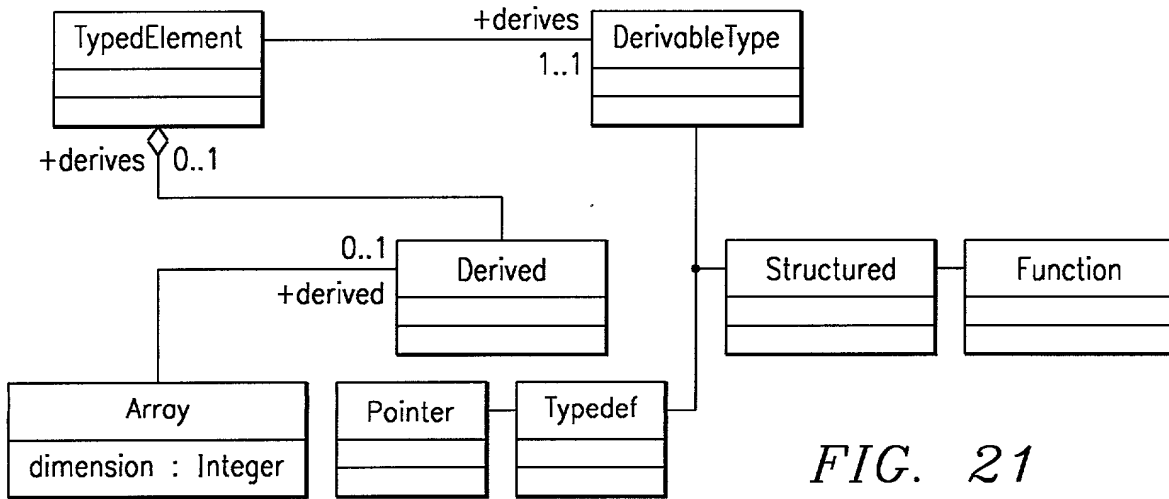 TypedElement
+derives
DerivableType
1..1
+derives
0..1
0..1
+derived
Derived
Structured
Function
Array
dimension : Integer
Pointer
Typedef
FIG. 21